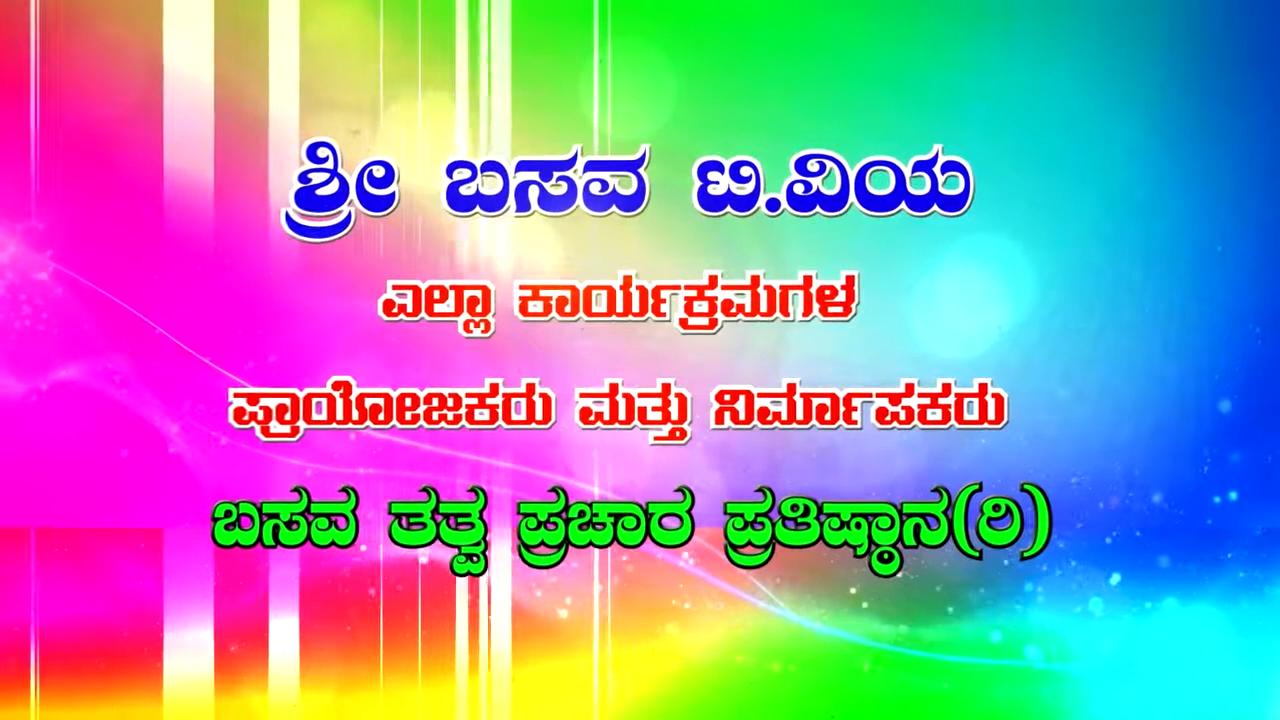 ಶ್ರೀ ಬಸವ ಟಿ.ವಿಯ
ಎಲ್ಲಾ ಕಾರ್ಯಕ್ರಮಗಳ
ಪ್ರಾಯೋಜಕರು ಮತ್ತು ನಿರ್ಮಾಪಕರು
ಬಸವ ತತ್ವ ಪ್ರಚಾರ ಪ್ರತಿಷ್ಠಾನ(ರಿ)